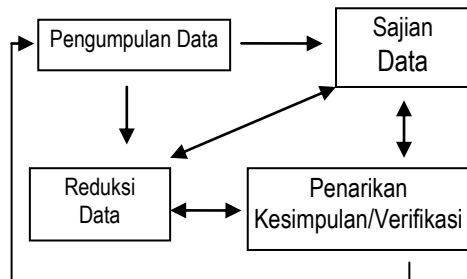 Pengumpulan Data
Sajian
Data
Reduksi
Data
Penarikan
Kesimpulan/Verifikasi